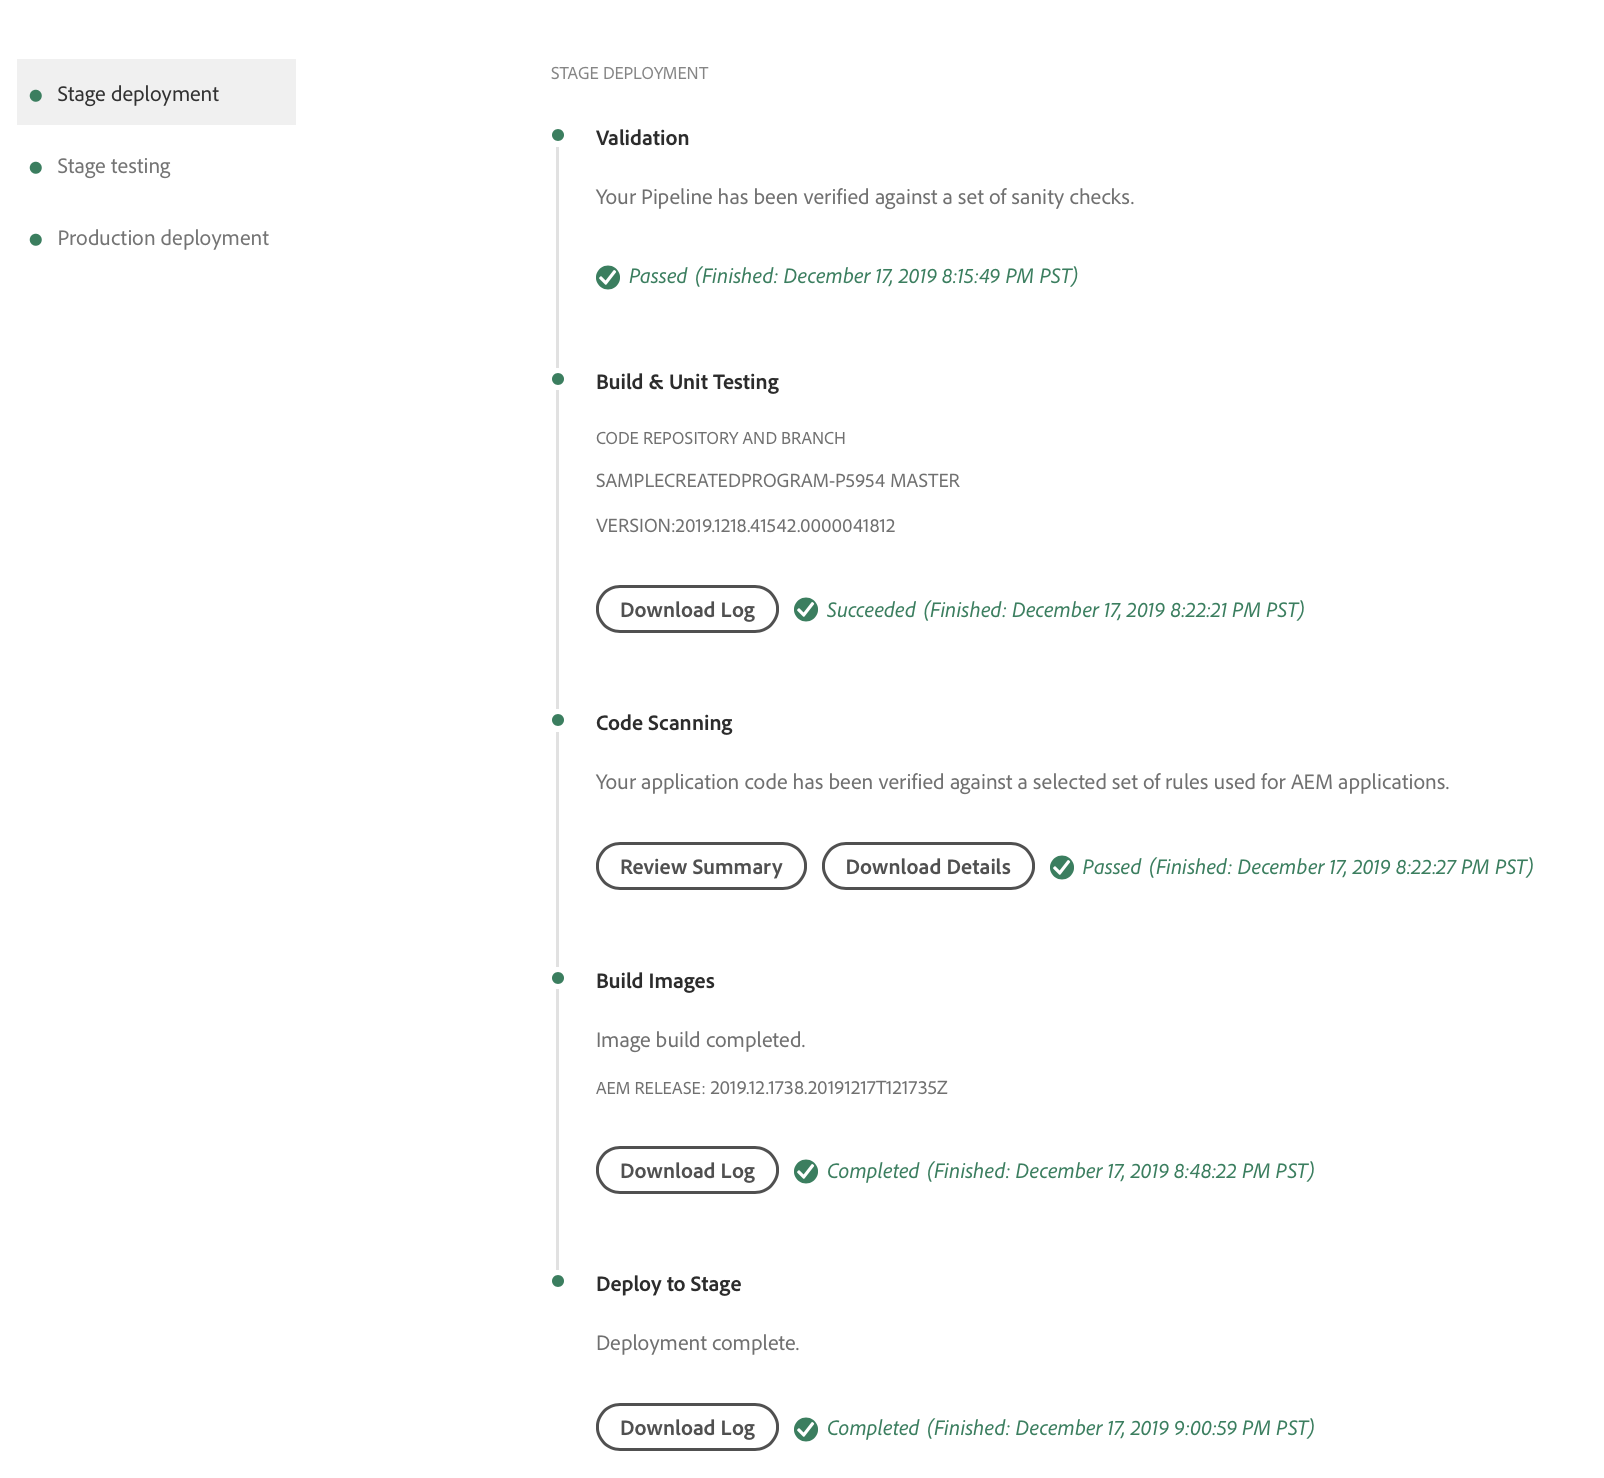 Stage deployment
Stage testing
Production deployment
STAGE DEPLOYMENT
Validation
Your Pipeline has been verified against a set of sanity checks.
Passed (Finished: December 17, 2019 8:15:49 PM PST)
Build & Unit Testing
CODE REPOSITORY AND BRANCH
SAMPLECREATEDPROGRAM-P5954 MASTER
VERSION:2019.1218.41542.0000041812
Download Log Succeeded (Finished: December 17, 2019 8:22:21 PM PST)
Code Scanning
Your application code has been verified against a selected set of rules used for AEM applications.
Review Summary Download Details Passed (Finished: December 17, 2019 8:22:27 PM PST)
Build Images
Image build completed.
AEM RELEASE: 2019.12.1738.20191217T121735Z
Download Log Completed (Finished: December 17, 2019 8:48:22 PM PST)
Deploy to Stage
Deployment complete.
Download Log Completed (Finished: December 17, 2019 9:00:59 PM PST)